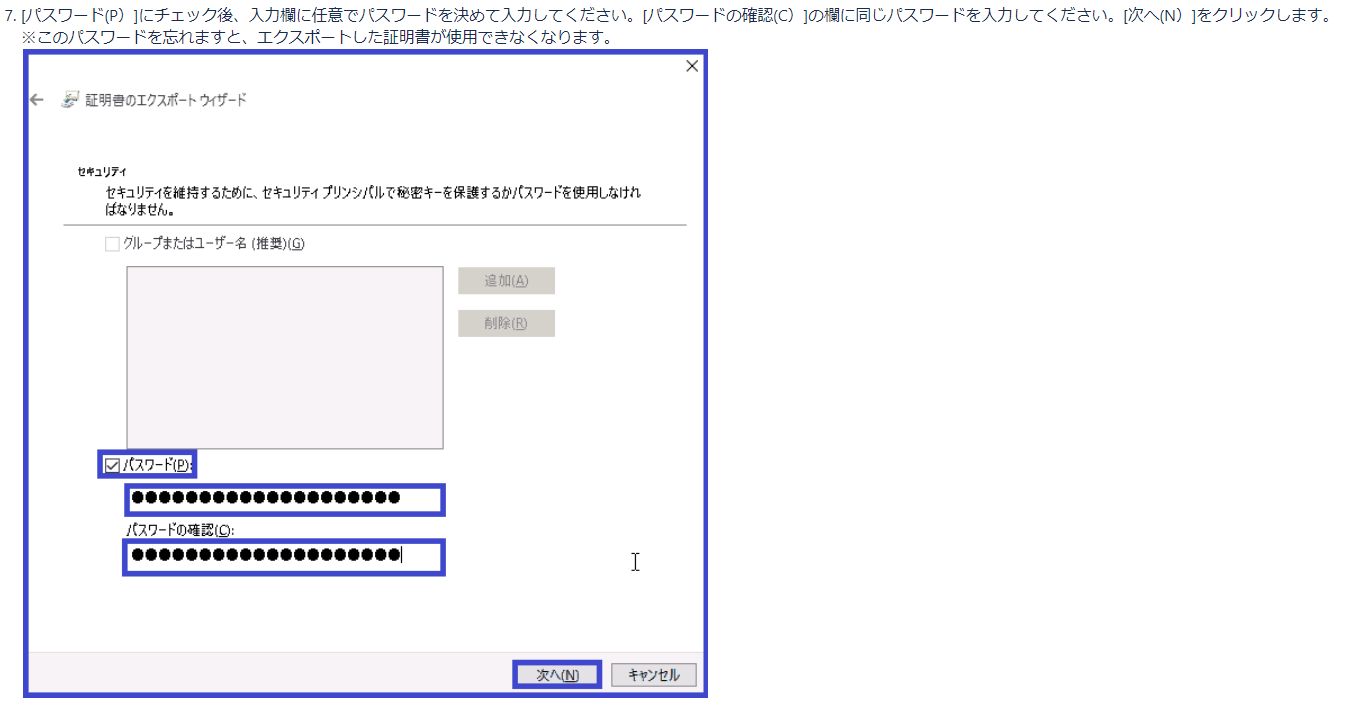 7. [パスワード(P）]にチェック後、入力欄に任意でパスワードを決めて入力してください。[パスワードの確認(C）]の欄に同じパスワードを入力してください。[次へ(N）]をクリックします。
※このパスワードを忘れますと、エクスポートした証明書が使用できなくなります。
証明書のエクスポート ウィザード
セキュリティ
セキュリティを維持するために、セキュリティ プリンシパルで秘密キーを保護するかパスワードを使用しなけれ
ばなりません。
グループまたはユーザー名 (推奨)(G)
追加(A)
削除(R)
パスワード(P):
●●●●●●●●●●●●●●●●●●●●
パスワードの確認(C):
●●●●●●●●●●●●●●●●●●●●
次へ(N)
キャンセル